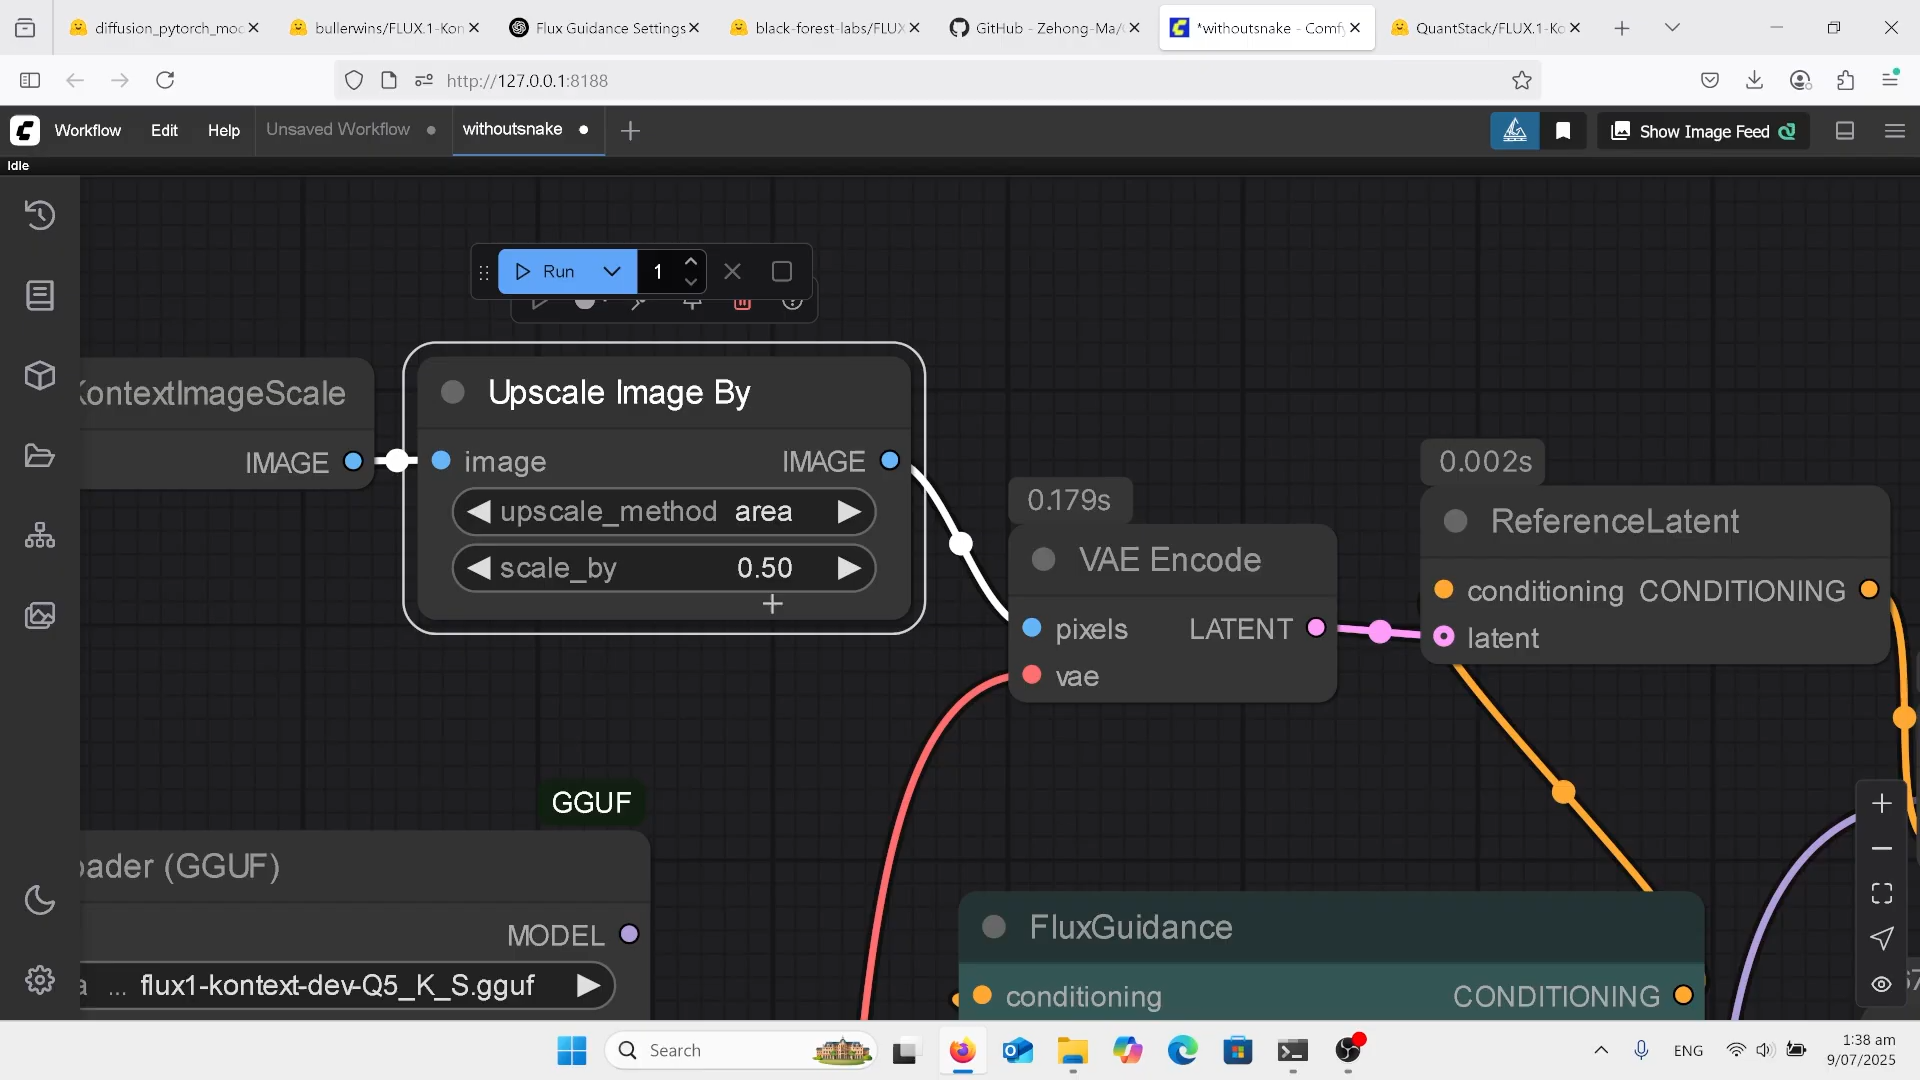 diffusion_pytorch_moc
bullerwins/FLUX.1-Kon
Flux Guidance Settings
black-forest-labs/FLUX
GitHub - Zehong-Ma/
*withoutsnake - Comfy
QuantStack/FLUX.1-Ko
http://127.0.0.1:8188
Workflow
Edit
Help
Unsaved Workflow
withoutsnake
Show Image Feed
Idle
Run
1
KontextImageScale
IMAGE
Upscale Image By
image
IMAGE
upscale_method
area
scale_by
0.50
0.179s
VAE Encode
pixels
LATENT
vae
0.002s
ReferenceLatent
conditioning
CONDITIONING
latent
GGUF
oader (GGUF)
MODEL
a ...
flux1-kontext-dev-Q5_K_S.gguf
FluxGuidance
conditioning
CONDITIONING
Search
ENG
1:38 am
9/07/2025